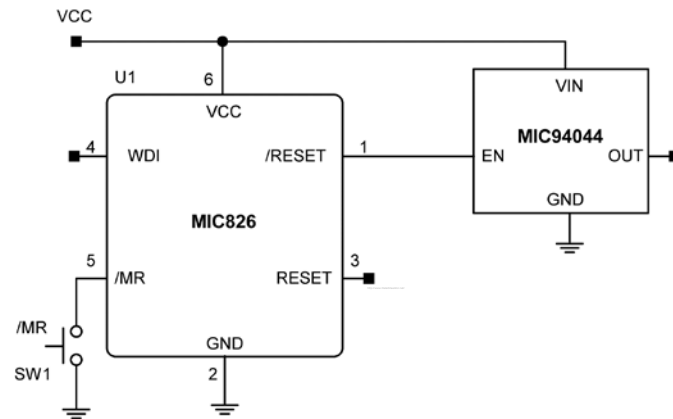 VCC
U1
6
VCC
VIN
MIC94044
4
WDI
/RESET
1
EN
OUT
GND
MIC826
5
/MR
RESET
3
/MR
SW1
GND
2